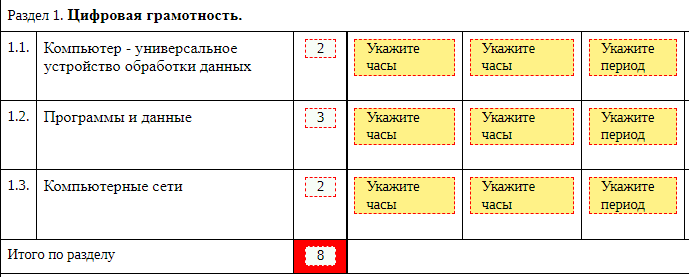 Раздел 1. Цифровая грамотность.
1.1. Компьютер - универсальное 2 Укажите Укажите Укажите
устройство обработки данных часы часы период
1.2. Программы и данные 3 Укажите Укажите Укажите
часы часы период
1.3. Компьютерные сети 2 Укажите Укажите Укажите
часы часы период
Итого по разделу 8